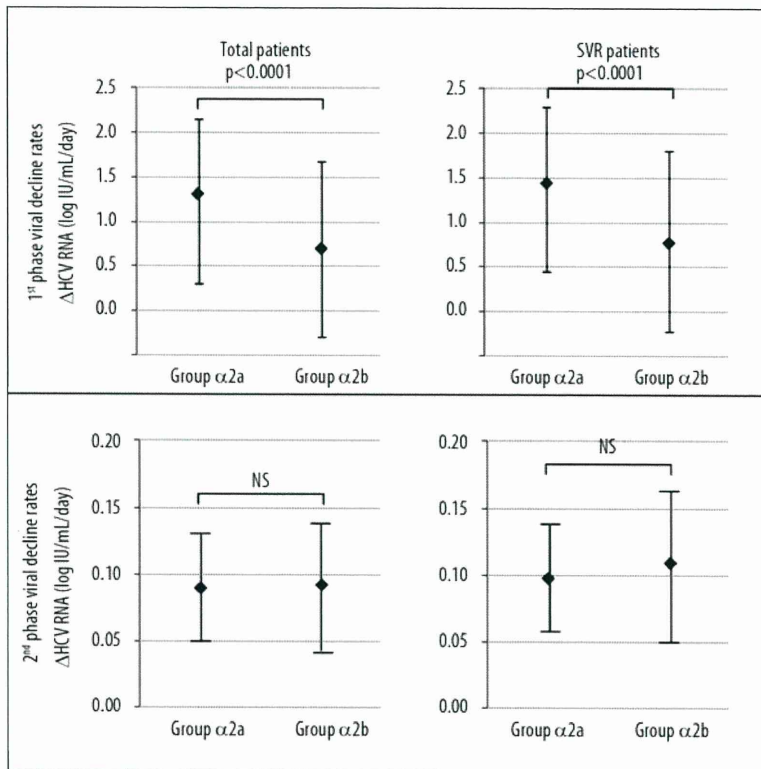 Total patients
p<0.0001
1st phase viral decline rates
ΔHCV RNA (log IU/mL/day)
2.5
2.0
1.5
1.0
0.5
0.0
Group α2a
Group α2b
SVR patients
p<0.0001
2.5
2.0
1.5
1.0
0.5
0.0
Group α2a
Group α2b
2nd phase viral decline rates
ΔHCV RNA (log IU/mL/day)
0.20
0.15
0.10
0.05
0.00
NS
Group α2a
Group α2b
0.20
0.15
0.10
0.05
0.00
NS
Group α2a
Group α2b